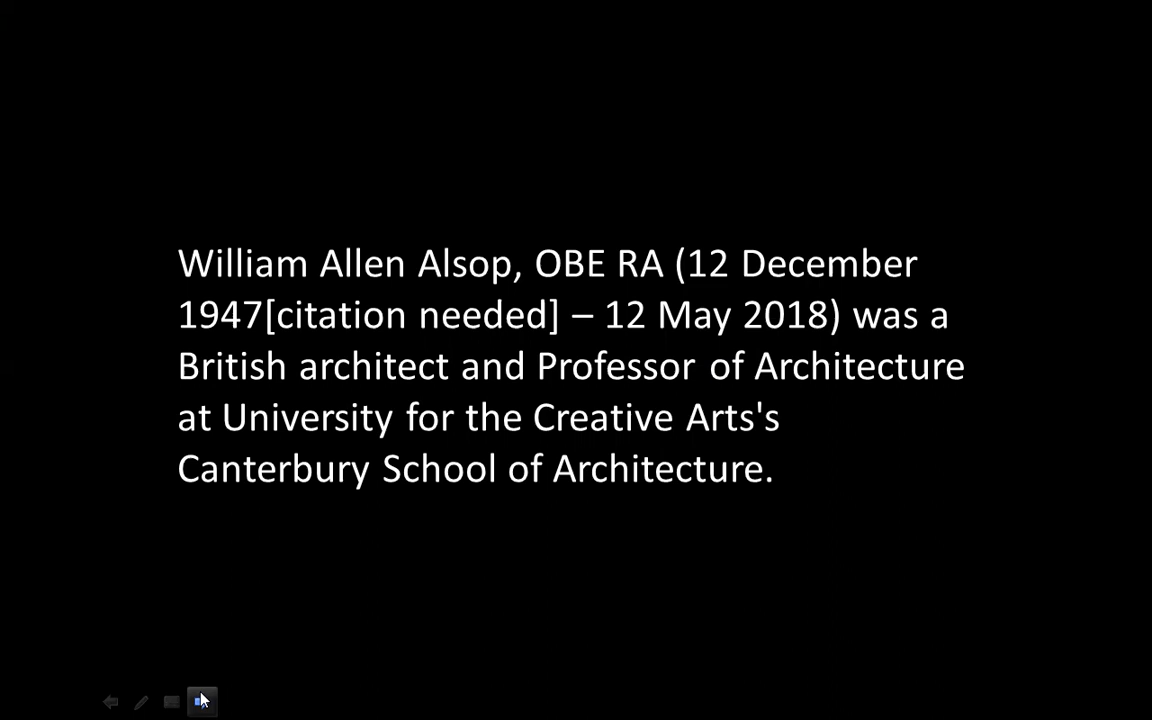 William Allen Alsop, OBE RA (12 December
1947[citation needed] – 12 May 2018) was a
British architect and Professor of Architecture
at University for the Creative Arts's
Canterbury School of Architecture.